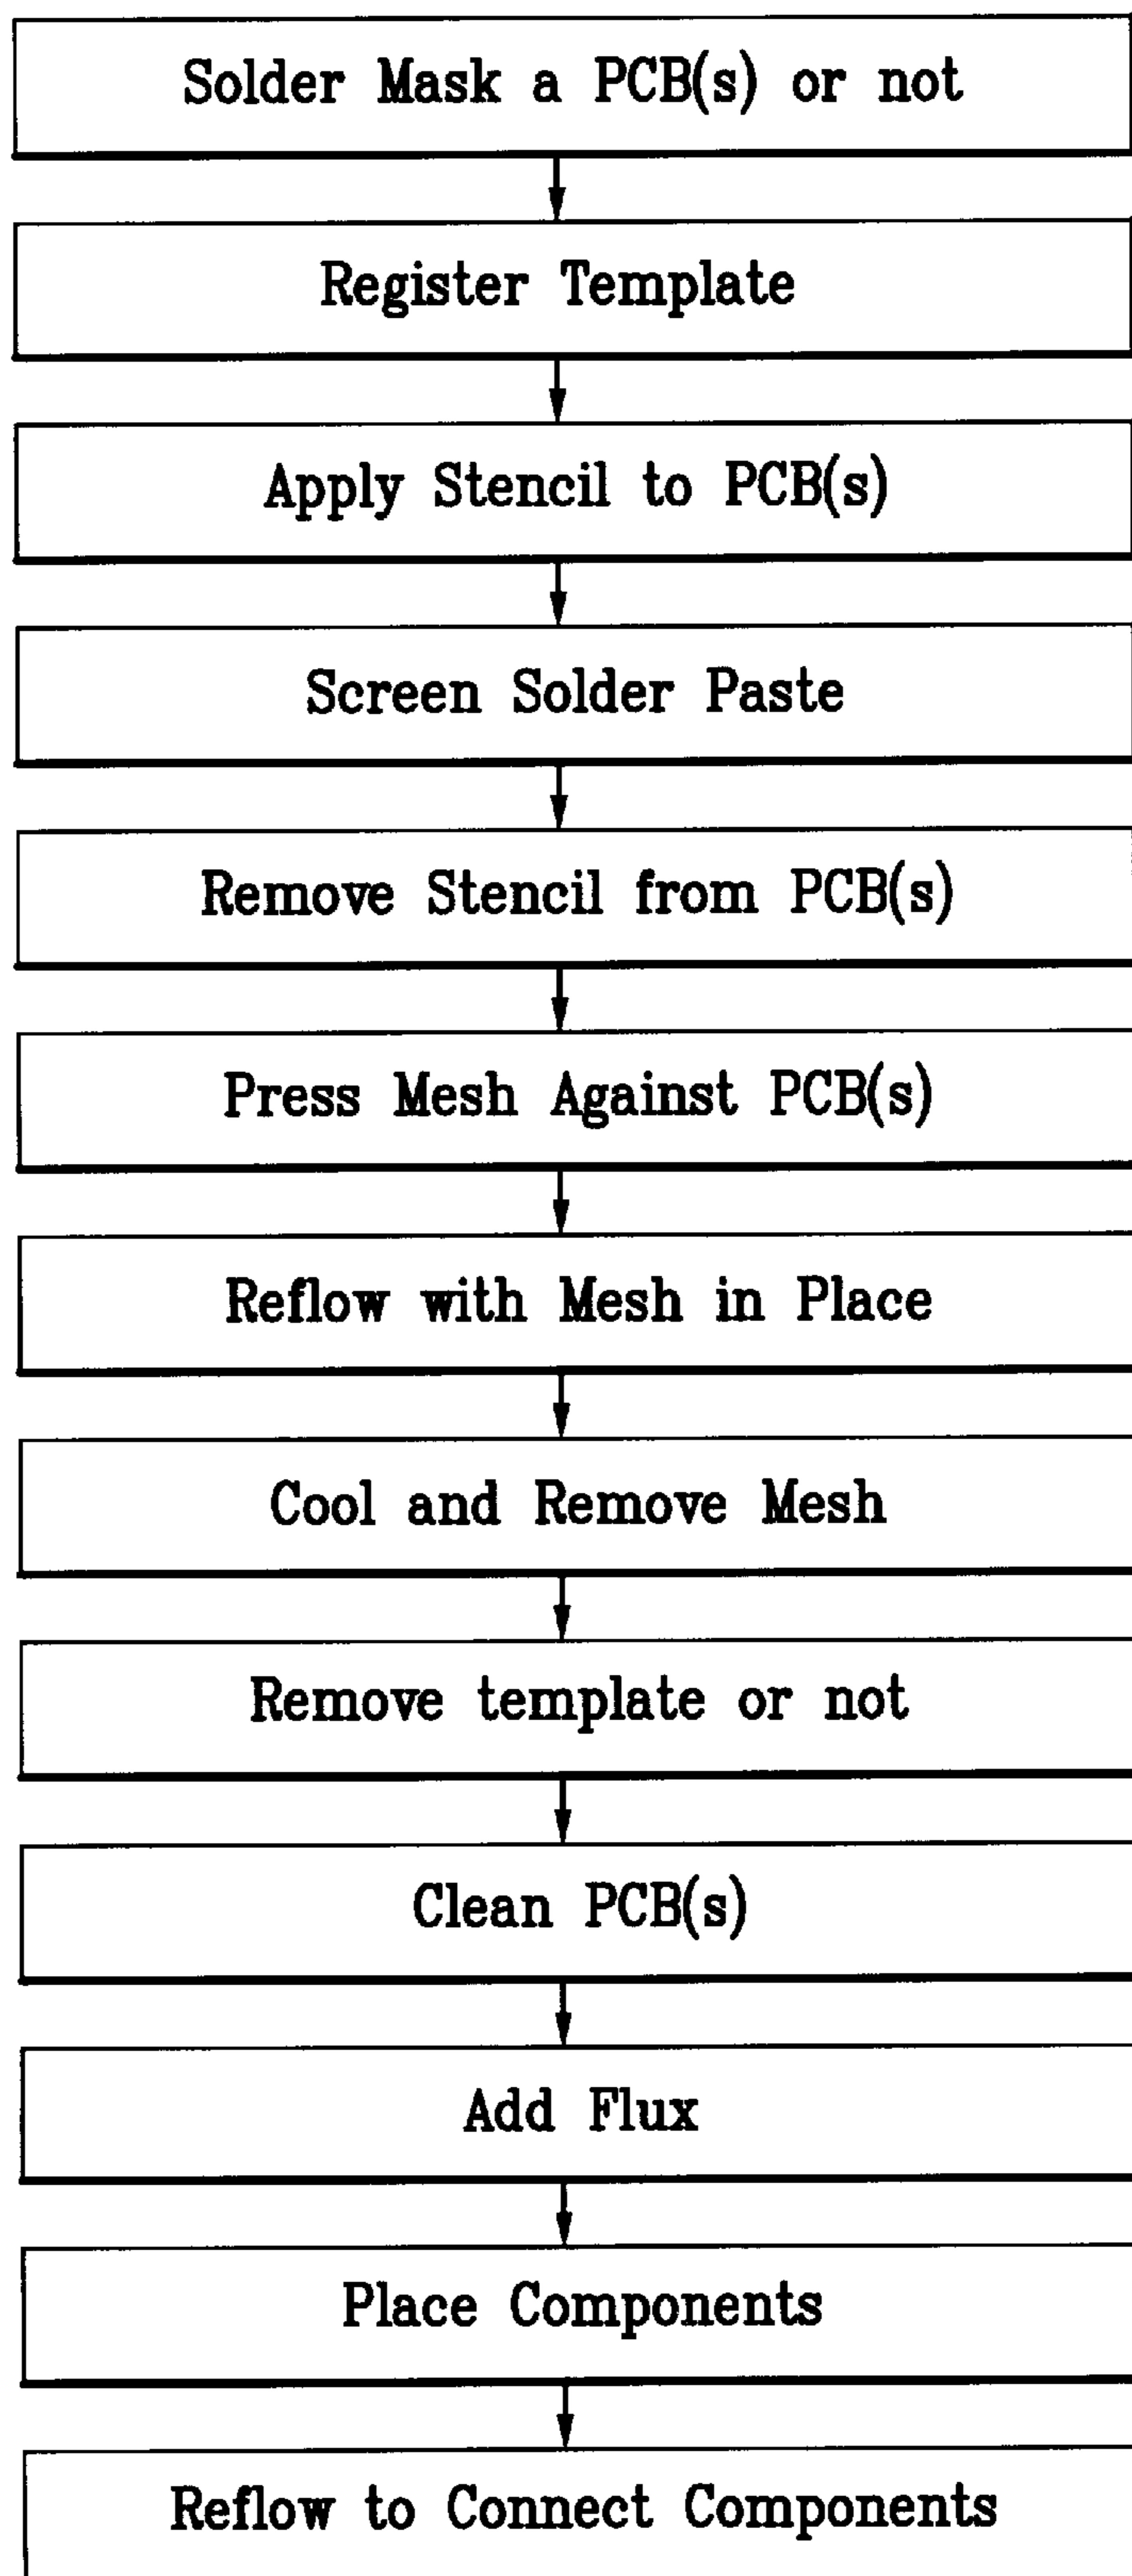 Solder Mask a PCB(s) or not
Register Template
Apply Stencil to PCB(s)
Screen Solder Paste
Remove Stencil from PCB(s)
Press Mesh Against PCB(s)
Reflow with Mesh in Place
Cool and Remove Mesh
Remove template or not
Clean PCB(s)
Add Flux
Place Components
Reflow to Connect Components